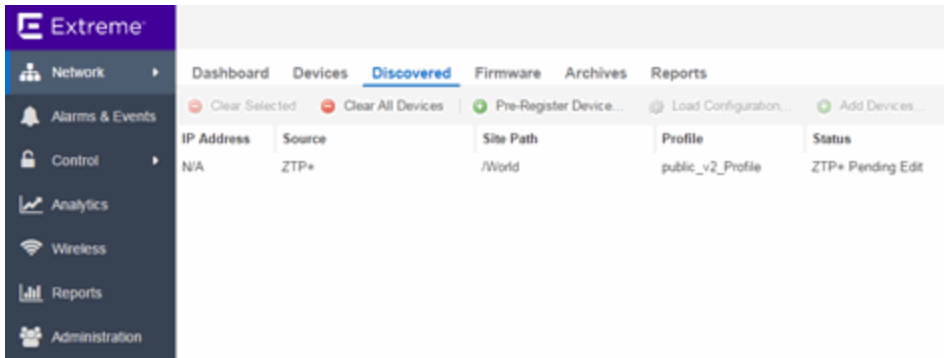 Extreme
Network
Alarms & Events
Control
Analytics
Wireless
Reports
Administration
Dashboard Devices Discovered Firmware Archives Reports
Clear Selected Clear All Devices Pre-Register Device... Load Configuration... Add Devices...
IP Address Source Site Path Profile Status
N/A ZTP+ /World public_v2_Profile ZTP+ Pending Edit